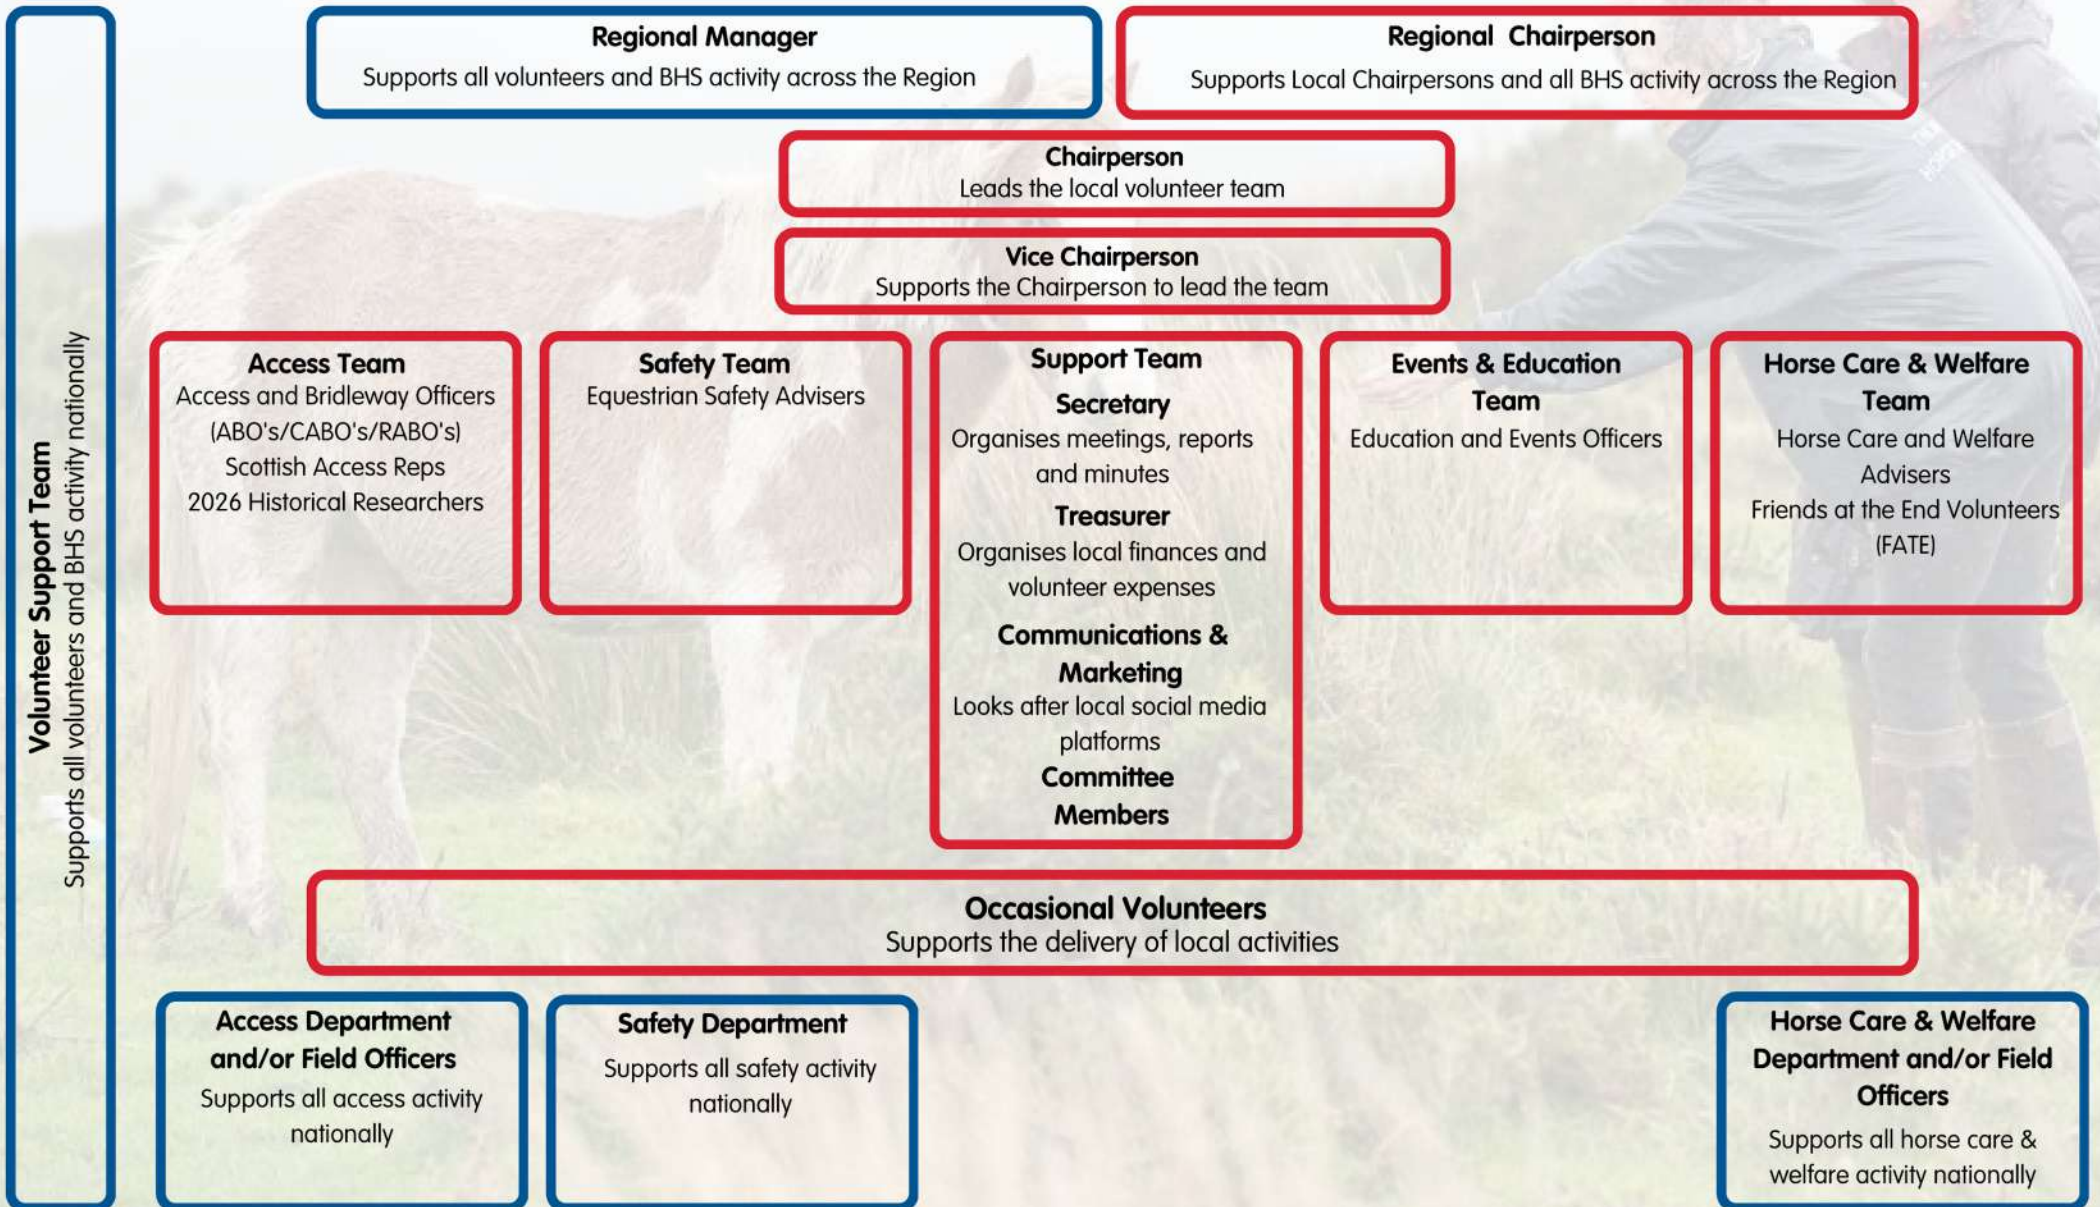 Volunteer Support Team
Supports all volunteers and BHS activity nationally
Regional Manager
Supports all volunteers and BHS activity across the Region
Regional Chairperson
Supports Local Chairpersons and all BHS activity across the Region
Chairperson
Leads the local volunteer team
Vice Chairperson
Supports the Chairperson to lead the team
Access Team
Access and Bridleway Officers
(ABO's/CABO's/RABO's)
Scottish Access Reps
2026 Historical Researchers
Safety Team
Equestrian Safety Advisers
Support Team
Secretary
Organises meetings, reports
and minutes
Treasurer
Organises local finances and
volunteer expenses
Communications &
Marketing
Looks after local social media
platforms
Committee
Members
Events & Education
Team
Education and Events Officers
Horse Care & Welfare
Team
Horse Care and Welfare
Advisers
Friends at the End Volunteers
(FATE)
Occasional Volunteers
Supports the delivery of local activities
Access Department
and/or Field Officers
Supports all access activity
nationally
Safety Department
Supports all safety activity
nationally
Horse Care & Welfare
Department and/or Field
Officers
Supports all horse care &
welfare activity nationally